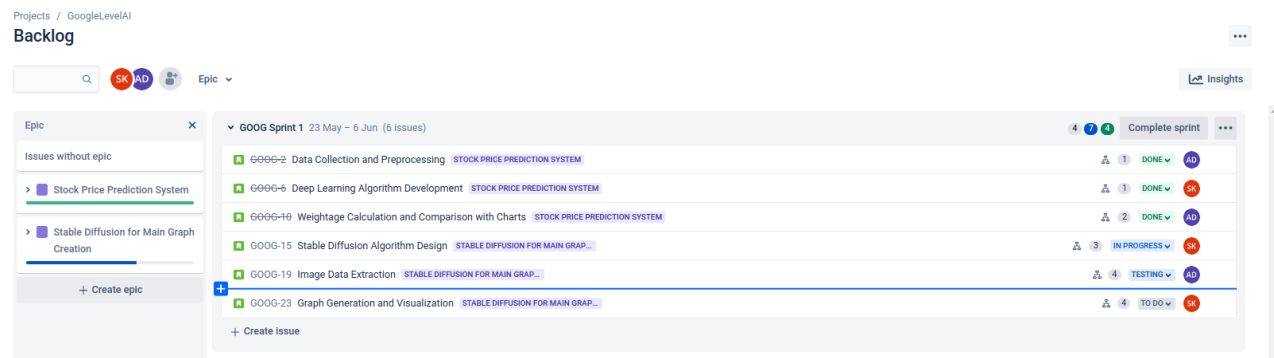 Projects / GoogleLevelAI
Backlog
SK AD Epic
Insights
Epic
Issues without epic
Stock Price Prediction System
Stable Diffusion for Main Graph
Creation
+ Create epic
GOOG Sprint 1 23 May – 6 Jun (6 issues) 4 7 4 Complete sprint
GOOG-2 Data Collection and Preprocessing STOCK PRICE PREDICTION SYSTEM 1 DONE AD
GOOG-6 Deep Learning Algorithm Development STOCK PRICE PREDICTION SYSTEM 1 DONE SK
GOOG-10 Weightage Calculation and Comparison with Charts STOCK PRICE PREDICTION SYSTEM 2 DONE AD
GOOG-15 Stable Diffusion Algorithm Design STABLE DIFFUSION FOR MAIN GRAP... 3 IN PROGRESS SK
GOOG-19 Image Data Extraction STABLE DIFFUSION FOR MAIN GRAP... 4 TESTING AD
GOOG-23 Graph Generation and Visualization STABLE DIFFUSION FOR MAIN GRAP... 4 TO DO SK
+ Create issue